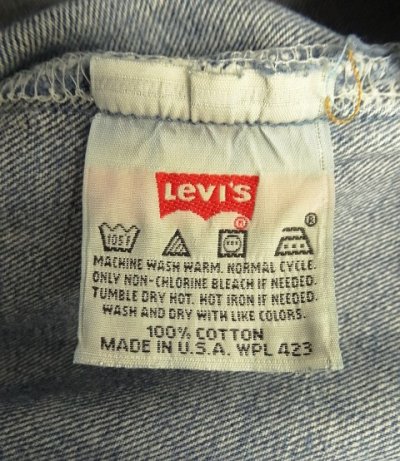 Levi's
®
®
105F
MACHINE WASH WARM. NORMAL CYCLE.
ONLY NON-CHLORINE BLEACH IF NEEDED.
TUMBLE DRY HOT. HOT IRON IF NEEDED.
WASH AND DRY WITH LIKE COLORS.
100% COTTON
MADE IN U.S.A. WPL 423